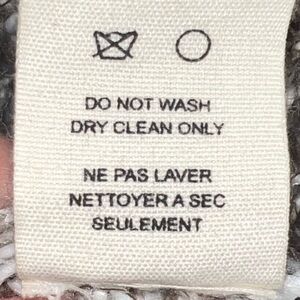 DO NOT WASH
DRY CLEAN ONLY
NE PAS LAVER
NETTOYER A SEC
SEULEMENT